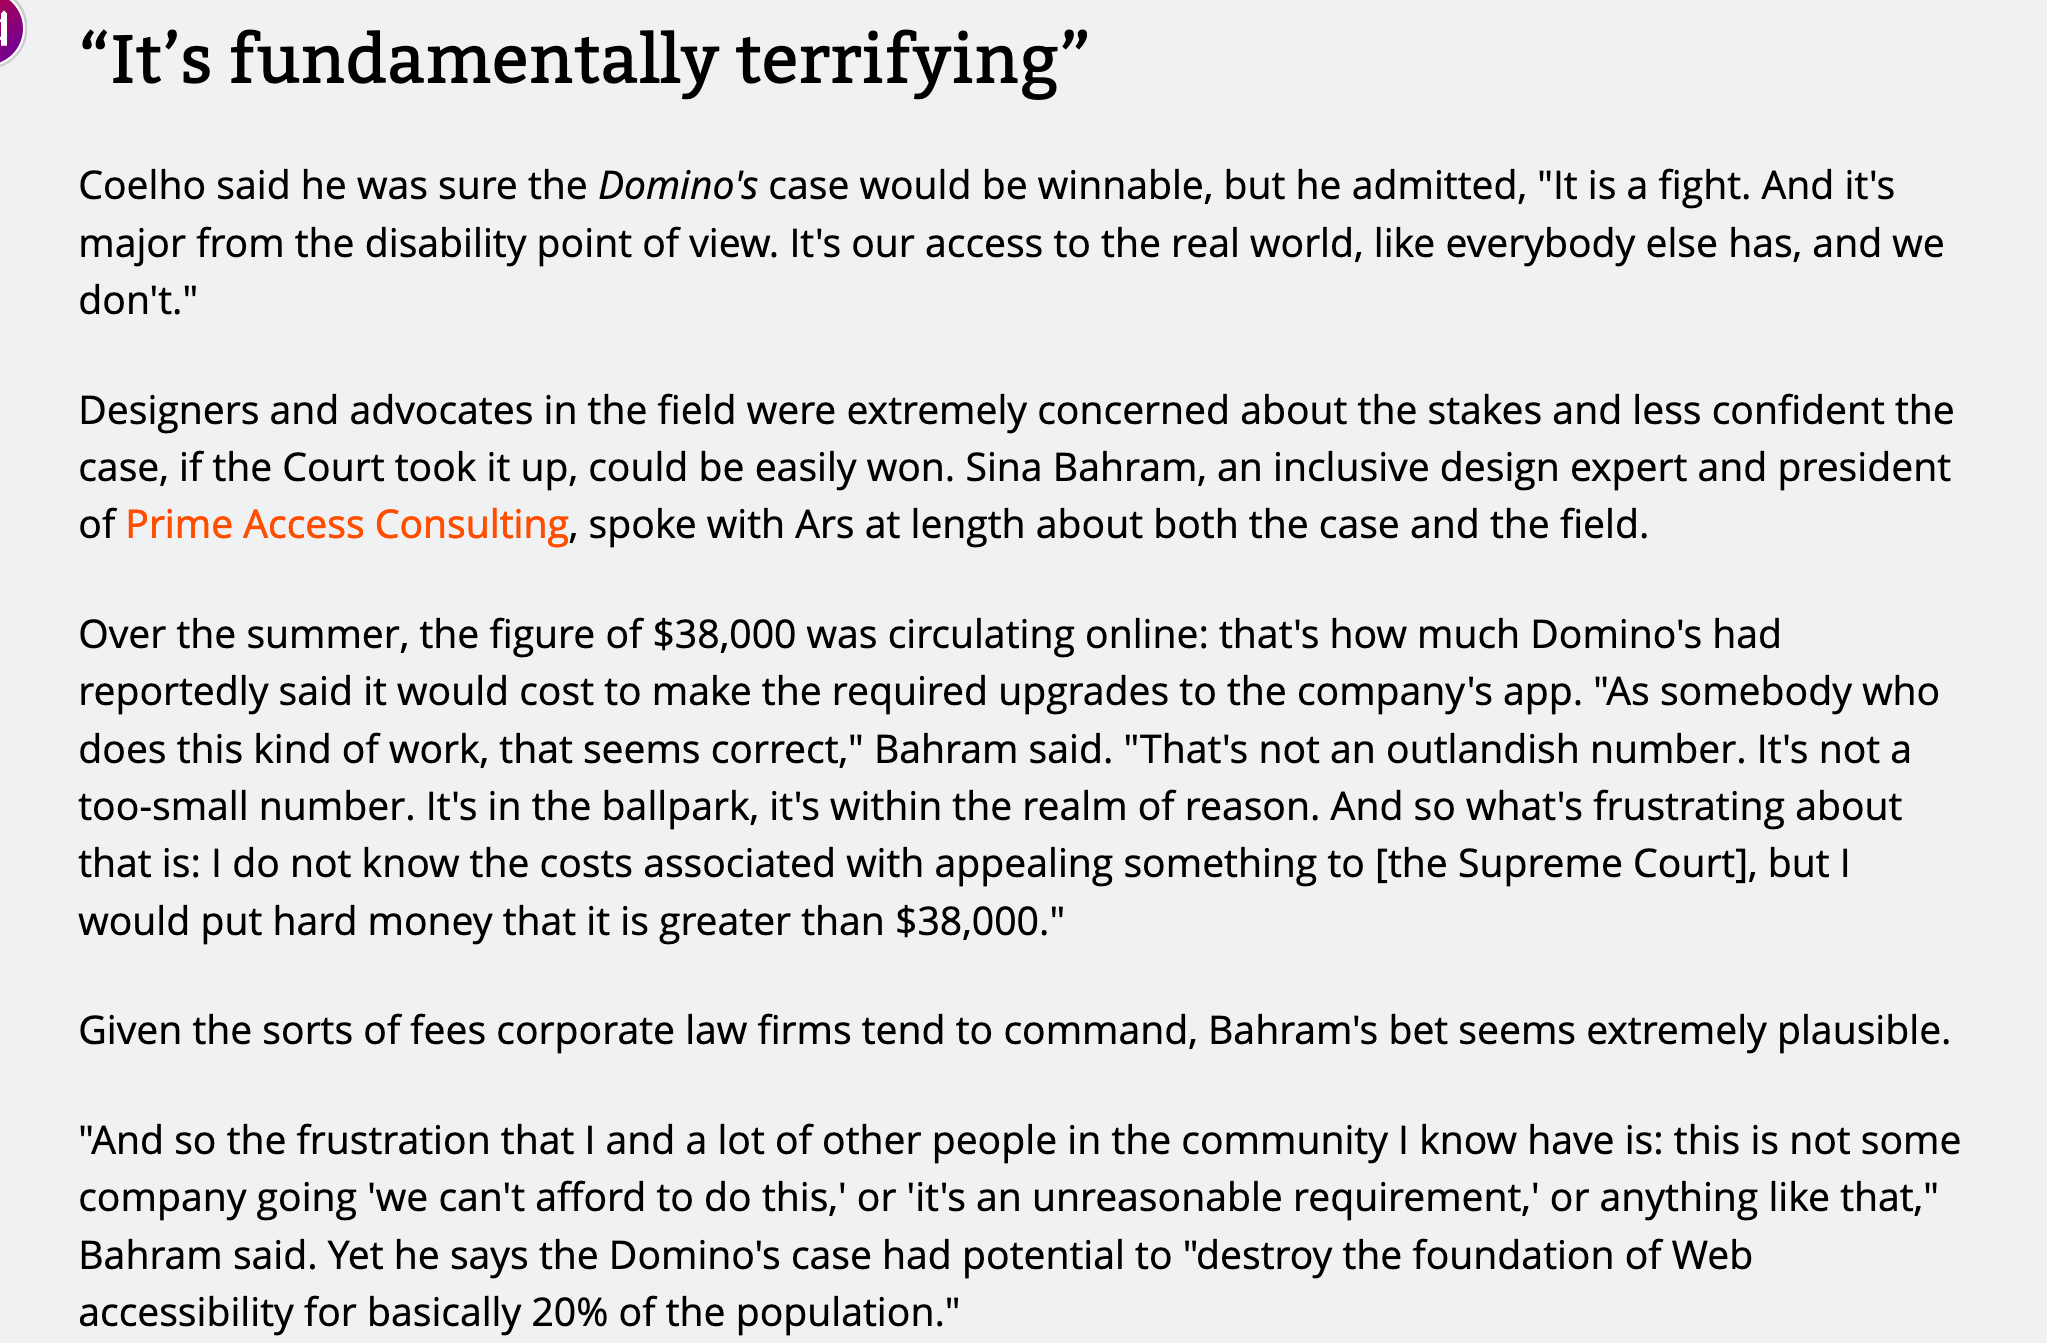 “It’s fundamentally terrifying”
Coelho said he was sure the Domino's case would be winnable, but he admitted, "It is a fight. And it's
major from the disability point of view. It's our access to the real world, like everybody else has, and we
don't."
Designers and advocates in the field were extremely concerned about the stakes and less confident the
case, if the Court took it up, could be easily won. Sina Bahram, an inclusive design expert and president
of Prime Access Consulting, spoke with Ars at length about both the case and the field.
Over the summer, the figure of $38,000 was circulating online: that's how much Domino's had
reportedly said it would cost to make the required upgrades to the company's app. "As somebody who
does this kind of work, that seems correct," Bahram said. "That's not an outlandish number. It's not a
too-small number. It's in the ballpark, it's within the realm of reason. And so what's frustrating about
that is: I do not know the costs associated with appealing something to [the Supreme Court], but I
would put hard money that it is greater than $38,000."
Given the sorts of fees corporate law firms tend to command, Bahram's bet seems extremely plausible.
"And so the frustration that I and a lot of other people in the community I know have is: this is not some
company going 'we can't afford to do this,' or 'it's an unreasonable requirement,' or anything like that,"
Bahram said. Yet he says the Domino's case had potential to "destroy the foundation of Web
accessibility for basically 20% of the population."